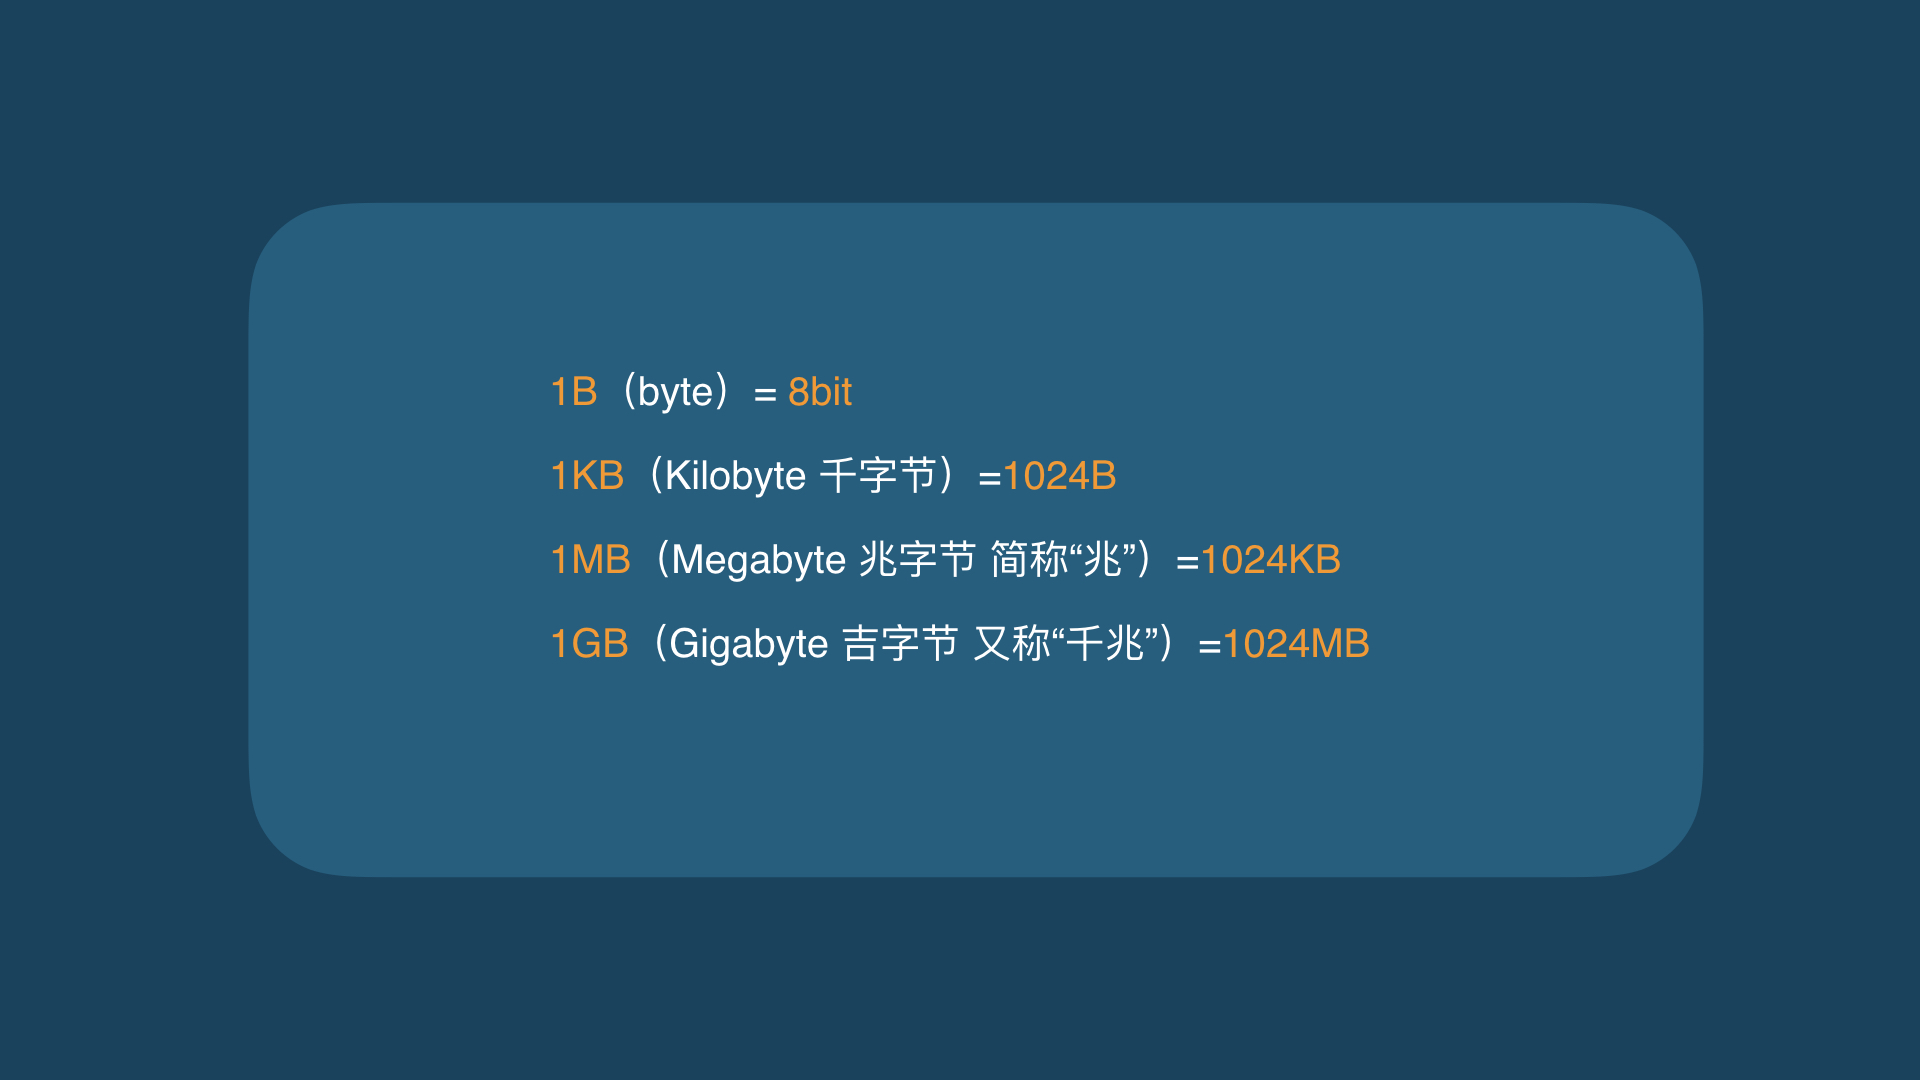 1B（byte）= 8bit
1KB（Kilobyte 千字节）=1024B
1MB（Megabyte 兆字节 简称“兆”）=1024KB
1GB（Gigabyte 吉字节 又称“千兆”）=1024MB